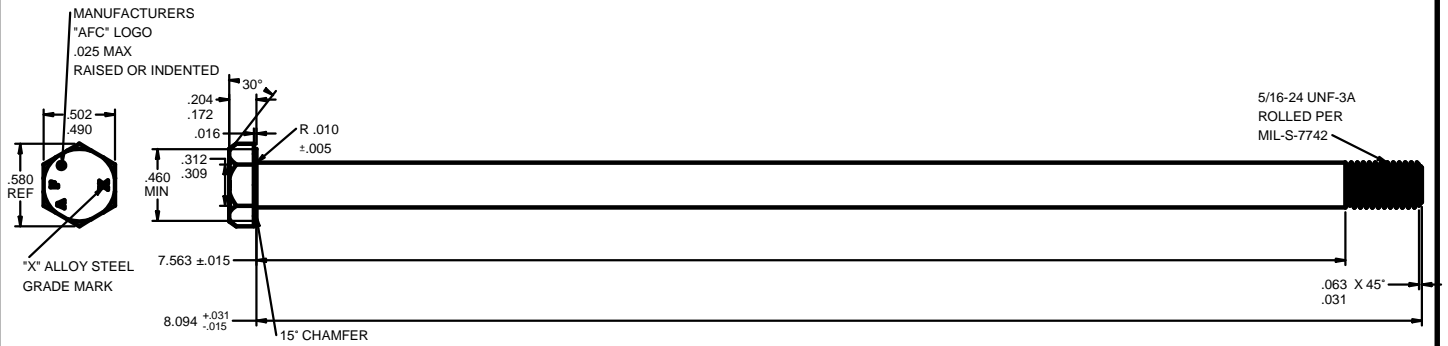 MANUFACTURERS
"AFC" LOGO
.025 MAX
RAISED OR INDENTED
30°
.502
.490
.204
.172
.016
R .010
±.005
5/16-24 UNF-3A
ROLLED PER
MIL-S-7742
.580
REF
.460
MIN
.312
.309
A F
X
"X" ALLOY STEEL
GRADE MARK
7.563 ±.015
.063 X 45°
.031
8.094 +.031
-.015
15° CHAMFER